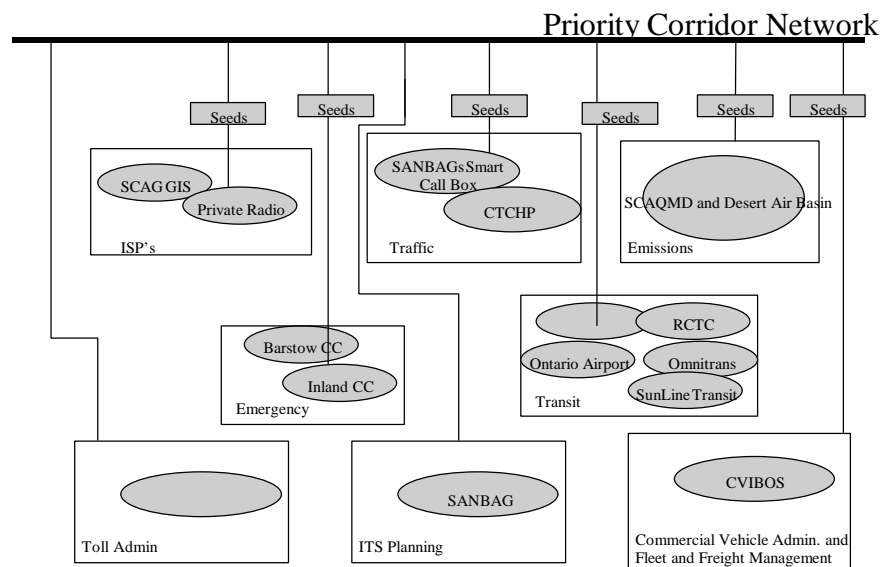 Priority Corridor Network
Seeds
Seeds
Seeds
Seeds
Seeds
Seeds
SCAG GIS
Private Radio
ISP's
SANBAGs Smart
Call Box
CTCHP
Traffic
SCAQMD and Desert Air Basin
Emissions
Barstow CC
Inland CC
Emergency
RCTC
Ontario Airport
Omnitrans
SunLine Transit
Transit
Toll Admin
SANBAG
ITS Planning
CVIBOS
Commercial Vehicle Admin. and
Fleet and Freight Management